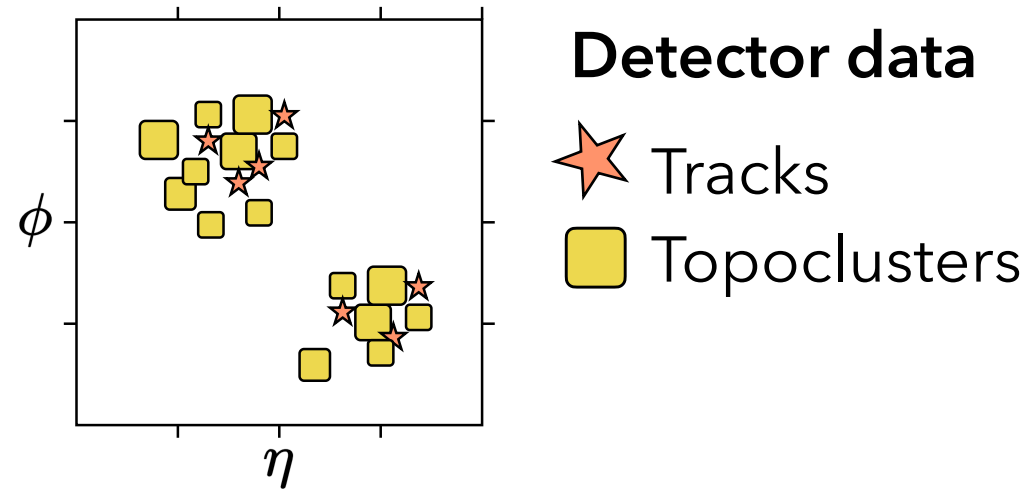 Detector data
Tracks
Topoclusters
ϕ
η